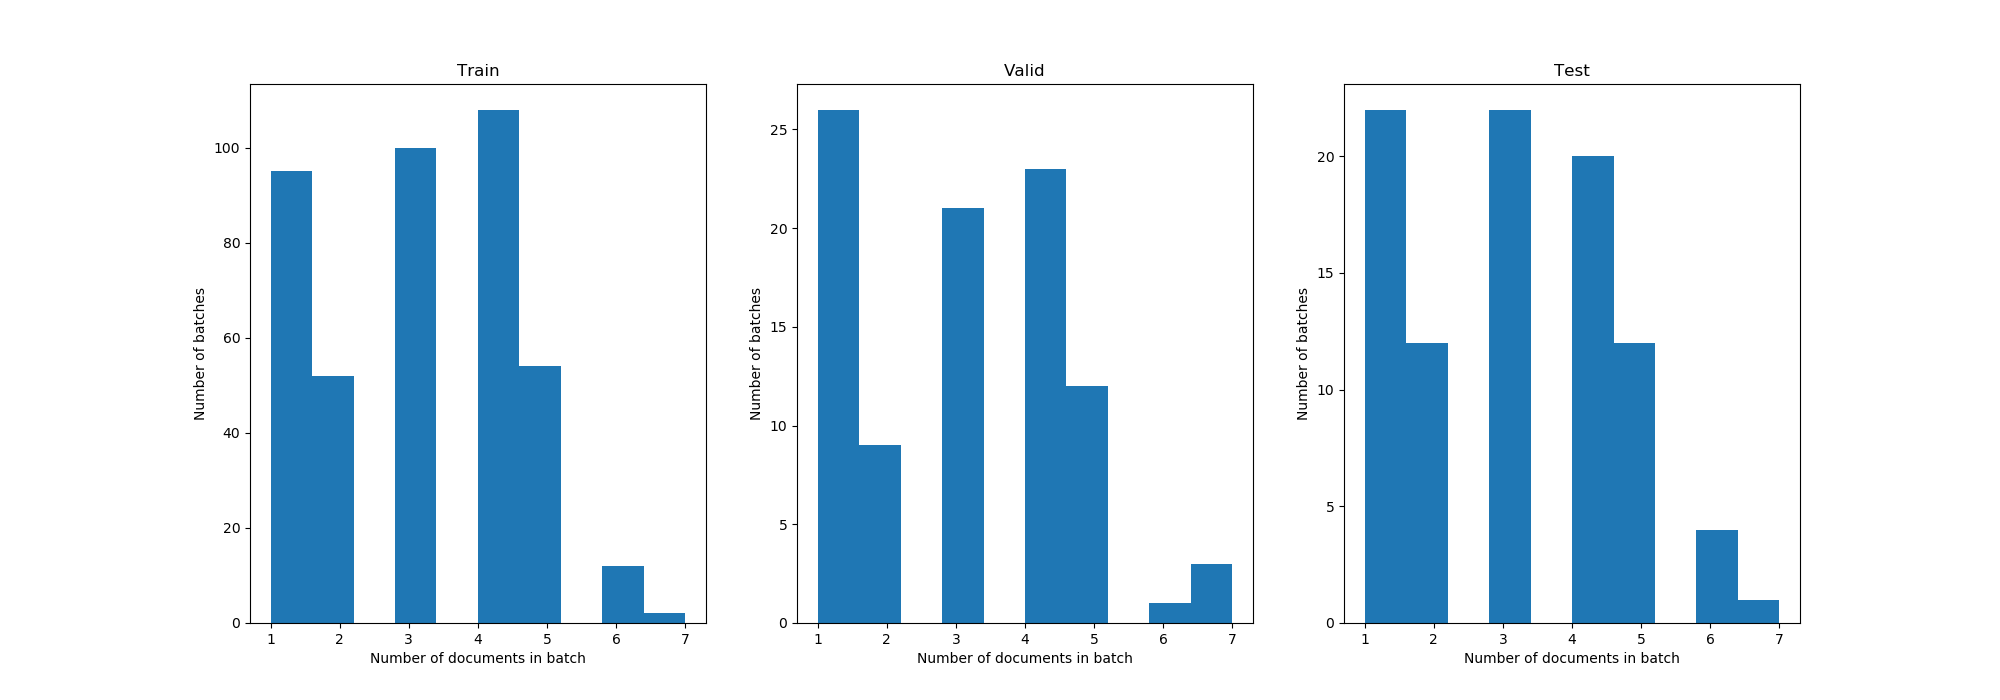 Train
100
80
60
40
20
0
Number of batches
1 2 3 4 5 6 7
Number of documents in batch
Valid
25
20
15
10
5
0
Number of batches
1 2 3 4 5 6 7
Number of documents in batch
Test
20
15
10
5
0
Number of batches
1 2 3 4 5 6 7
Number of documents in batch